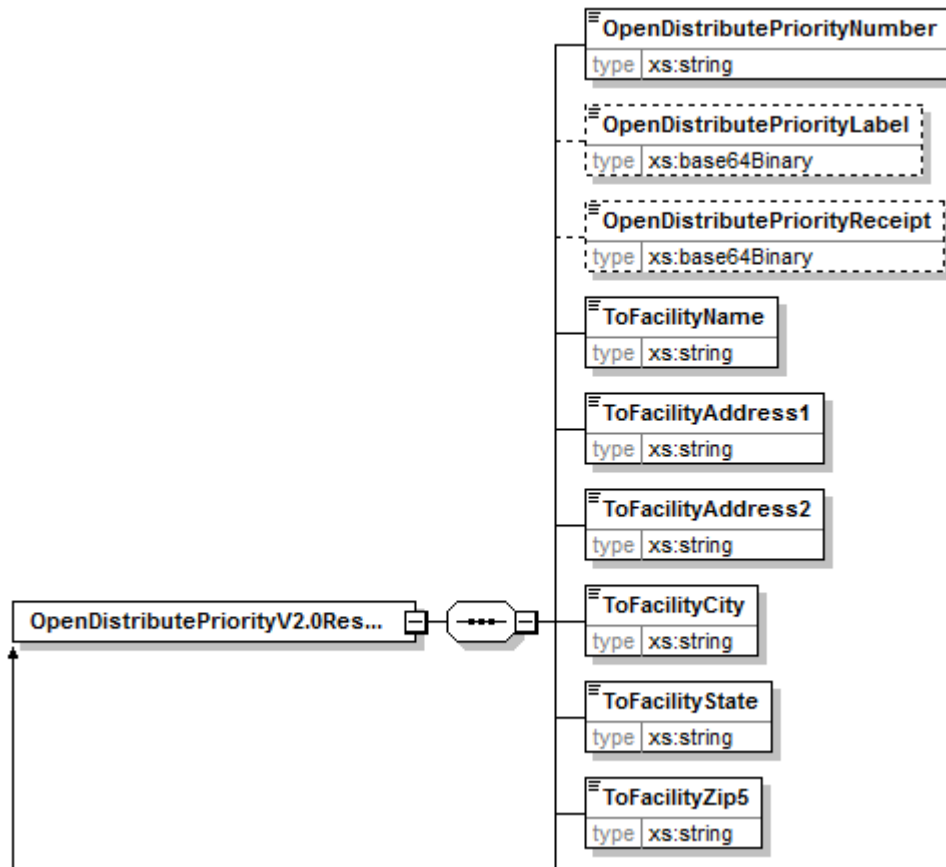 OpenDistributePriorityNumber
type xs:string
OpenDistributePriorityLabel
type xs:base64Binary
OpenDistributePriorityReceipt
type xs:base64Binary
ToFacilityName
type xs:string
ToFacilityAddress1
type xs:string
ToFacilityAddress2
type xs:string
OpenDistributePriorityV2.0Res...
ToFacilityCity
type xs:string
ToFacilityState
type xs:string
ToFacilityZip5
type xs:string